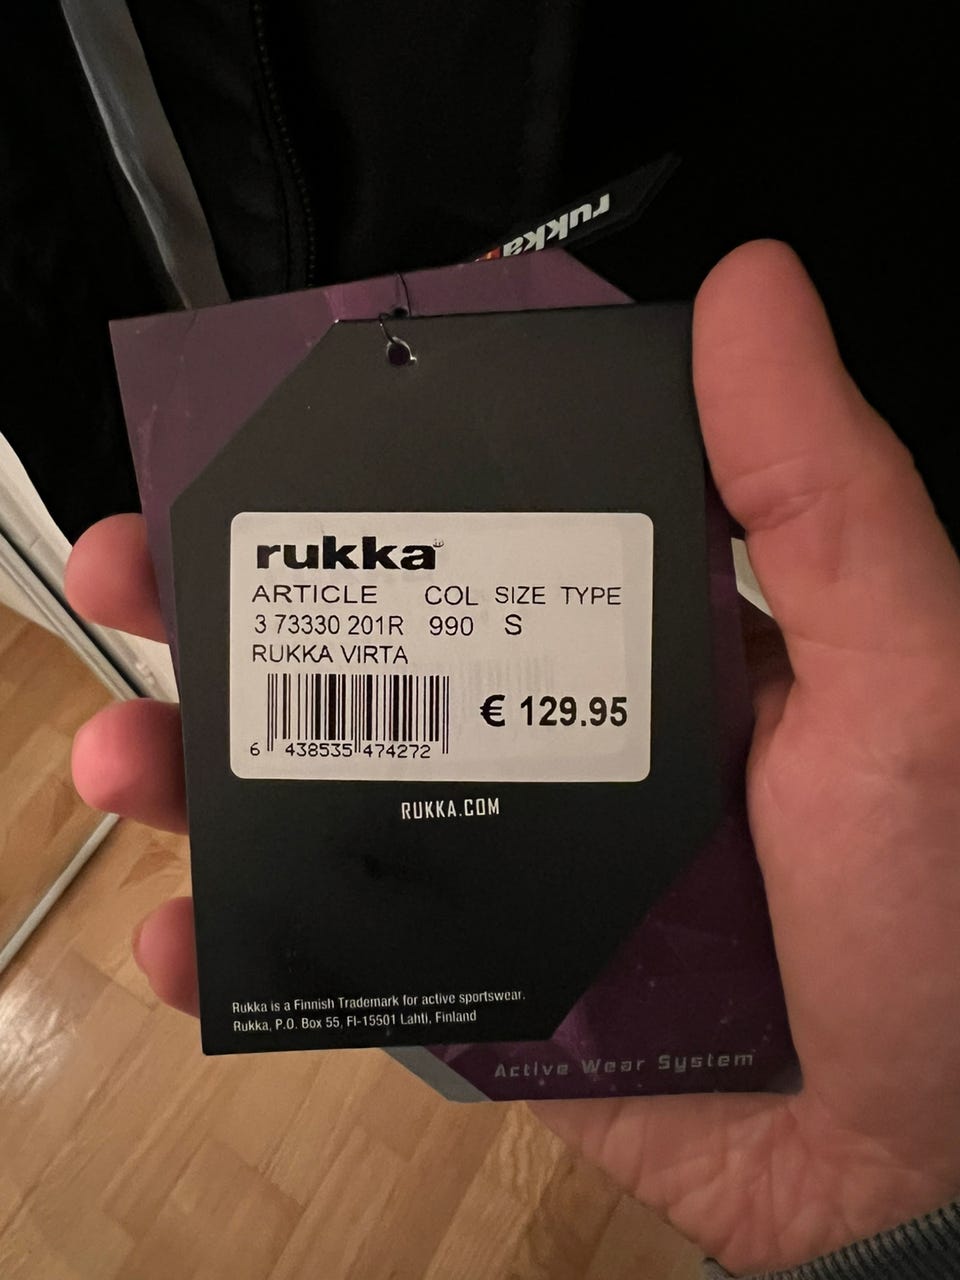 rukka
rukka
ARTICLE COL SIZE TYPE
3 73330 201R 990 S
RUKKA VIRTA
€ 129.95
6 438535 474272
RUKKA.COM
Rukka is a Finnish Trademark for active sportswear.
Rukka, P.O. Box 55, FI-15501 Lahti, Finland
Active Wear System